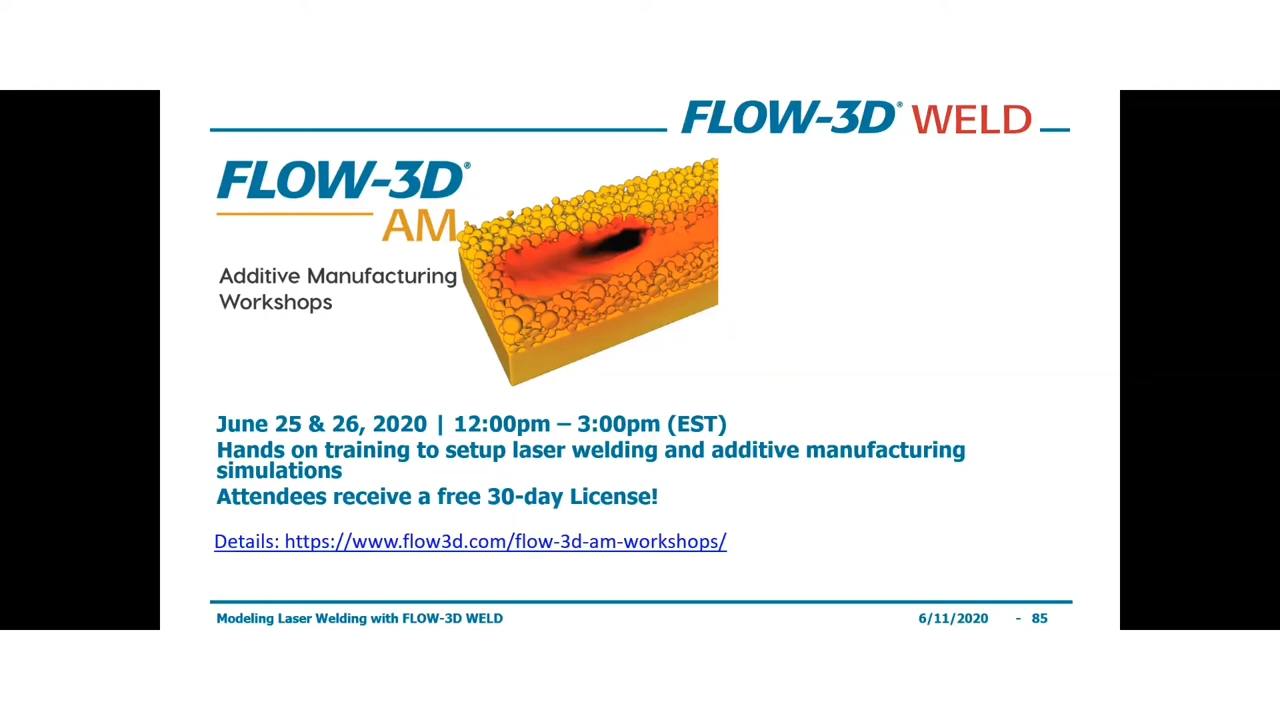 FLOW-3D® WELD
FLOW-3D®
AM
Additive Manufacturing
Workshops
June 25 & 26, 2020 | 12:00pm – 3:00pm (EST)
Hands on training to setup laser welding and additive manufacturing
simulations
Attendees receive a free 30-day License!
Details: https://www.flow3d.com/flow-3d-am-workshops/
Modeling Laser Welding with FLOW-3D WELD 6/11/2020 - 85